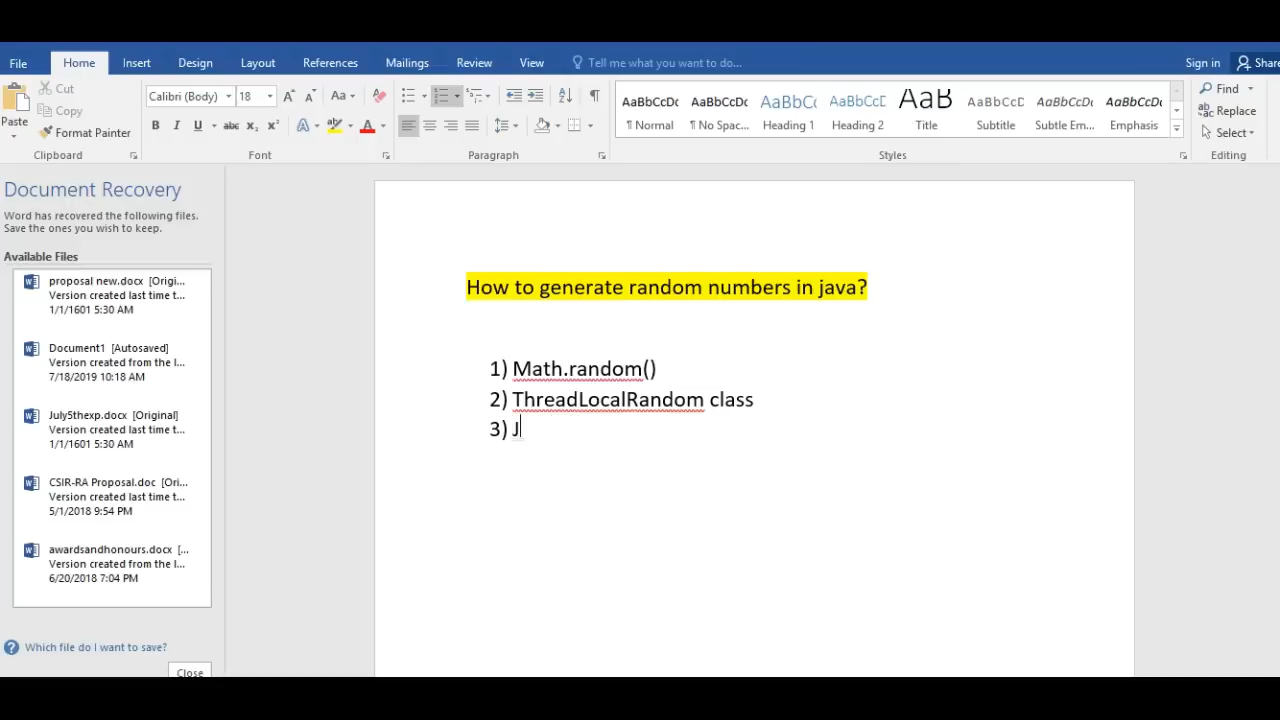 File Home Insert Design Layout References Mailings Review View Tell me what you want to do... Sign in Share
Paste
Cut
Copy
Format Painter
Clipboard
Calibri (Body) 18 Aa
B I U abc x₂ x² A A
Font
Paragraph
AaBbCcDc AaBbCcDc AaBbCc AaBbCcD AaB AaBbCcD AaBbCcDc AaBbCcDc
¶ Normal ¶ No Spac... Heading 1 Heading 2 Title Subtitle Subtle Em... Emphasis
Styles
Find
Replace
Select
Editing
Document Recovery
Word has recovered the following files.
Save the ones you wish to keep.
Available Files
proposal new.docx [Origi...
Version created last time t...
1/1/1601 5:30 AM
Document1 [Autosaved]
Version created from the l...
7/18/2019 10:18 AM
July5thexp.docx [Original]
Version created last time t...
1/1/1601 5:30 AM
CSIR-RA Proposal.doc [Ori...
Version created last time t...
5/1/2018 9:54 PM
awardsandhonours.docx [...
Version created from the l...
6/20/2018 7:04 PM
Which file do I want to save?
Close
How to generate random numbers in java?
1) Math.random()
2) ThreadLocalRandom class
3) J